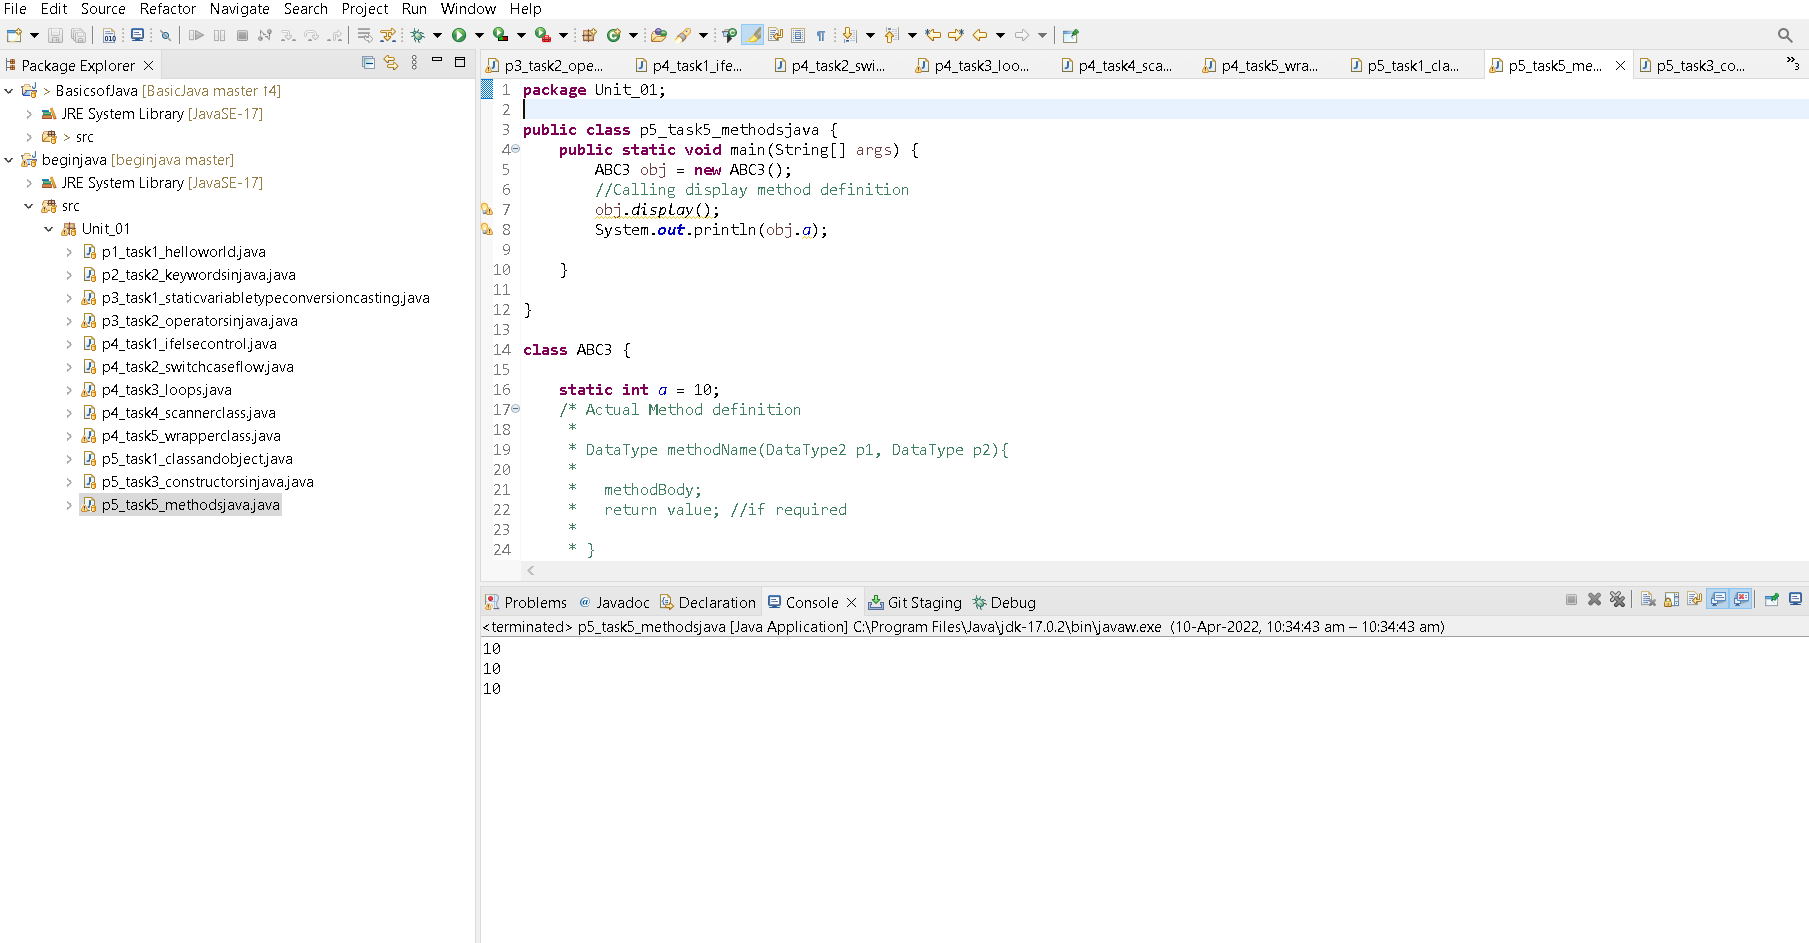 File Edit Source Refactor Navigate Search Project Run Window Help
Package Explorer
> BasicsofJava [BasicJava master ↑4]
JRE System Library [JavaSE-17]
> src
beginjava [beginjava master]
JRE System Library [JavaSE-17]
src
Unit_01
p1_task1_helloworld.java
p2_task2_keywordsinjava.java
p3_task1_staticvariabletypeconversioncasting.java
p3_task2_operatorsinjava.java
p4_task1_ifelsecontrol.java
p4_task2_switchcaseflow.java
p4_task3_loops.java
p4_task4_scannerclass.java
p4_task5_wrapperclass.java
p5_task1_classandobject.java
p5_task3_constructorsinjava.java
p5_task5_methodsjava.java
p3_task2_ope... p4_task1_ife... p4_task2_swi... p4_task3_loo... p4_task4_sca... p4_task5_wra... p5_task1_cla... p5_task5_me... p5_task3_co... »3
1 package Unit_01;
2
3 public class p5_task5_methodsjava {
4 public static void main(String[] args) {
5 ABC3 obj = new ABC3();
6 //Calling display method definition
7 obj.display();
8 System.out.println(obj.a);
9
10 }
11
12 }
13
14 class ABC3 {
15
16 static int a = 10;
17 /* Actual Method definition
18 *
19 * DataType methodName(DataType2 p1, DataType p2){
20 *
21 * methodBody;
22 * return value; //if required
23 *
24 * }
Problems @ Javadoc Declaration Console Git Staging Debug
<terminated> p5_task5_methodsjava [Java Application] C:\Program Files\Java\jdk-17.0.2\bin\javaw.exe (10-Apr-2022, 10:34:43 am – 10:34:43 am)
10
10
10